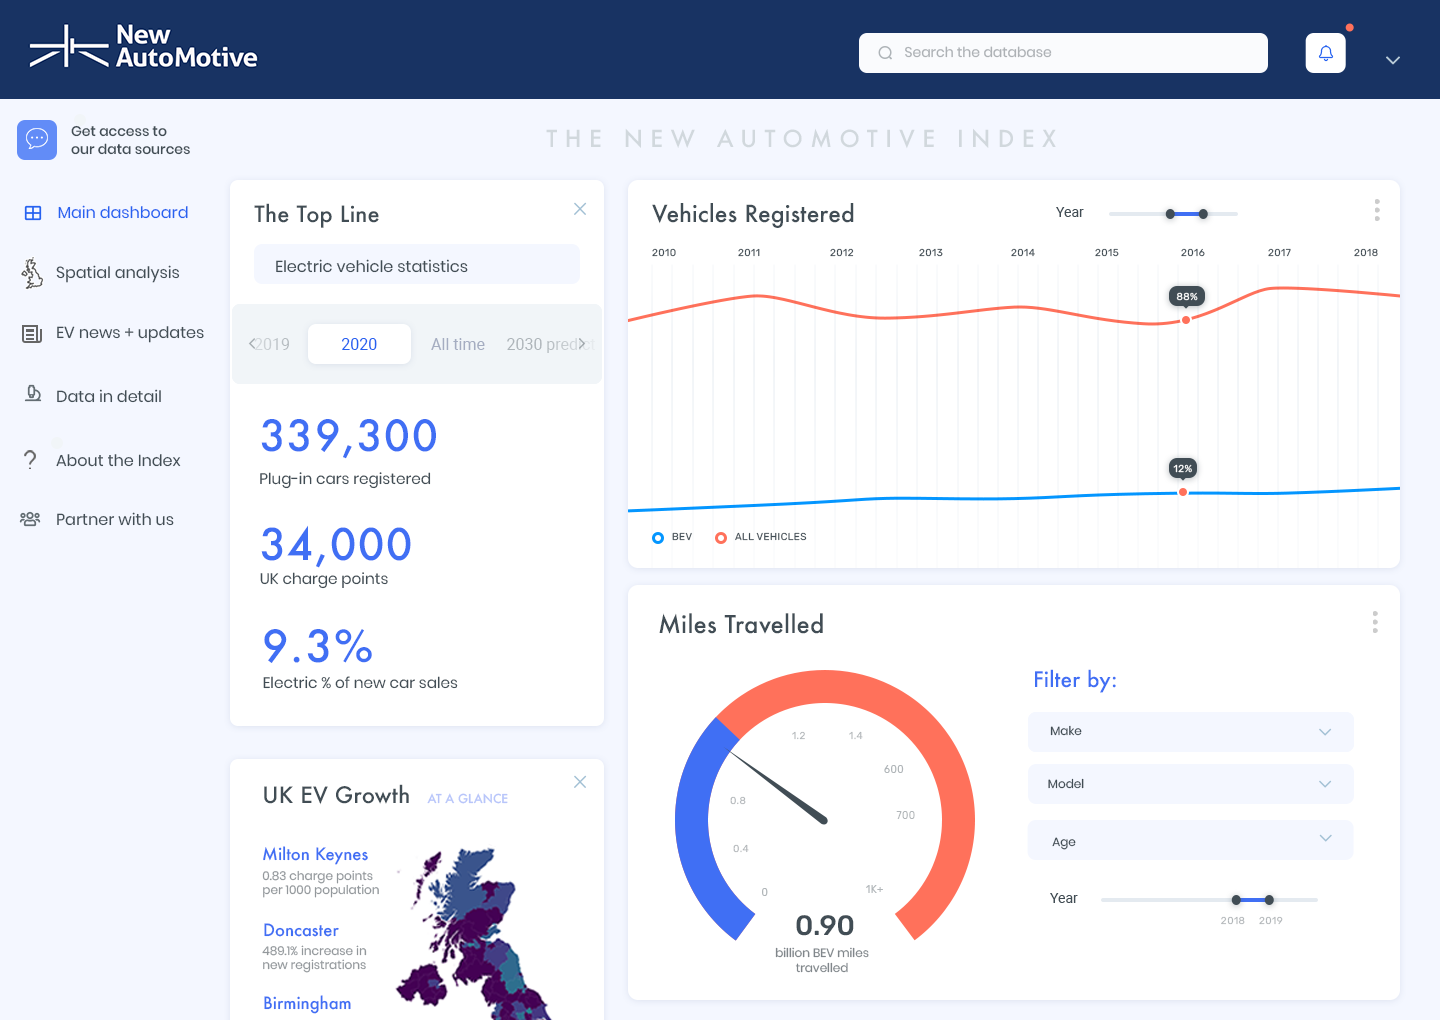 New
AutoMotive
Search the database
Get access to
our data sources
THE NEW AUTOMOTIVE INDEX
Main dashboard
Spatial analysis
EV news + updates
Data in detail
About the Index
Partner with us
The Top Line
Electric vehicle statistics
2019 2020 All time 2030 predict
339,300
Plug-in cars registered
34,000
UK charge points
9.3%
Electric % of new car sales
UK EV Growth AT A GLANCE
Milton Keynes
0.83 charge points
per 1000 population
Doncaster
489.1% increase in
new registrations
Birmingham
Vehicles Registered
Year
2010 2011 2012 2013 2014 2015 2016 2017 2018
88%
12%
BEV ALL VEHICLES
Miles Travelled
1.2 1.4
600
0.8
700
0.4
0 1K+
0.90
billion BEV miles
travelled
Filter by:
Make
Model
Age
Year
2018 2019